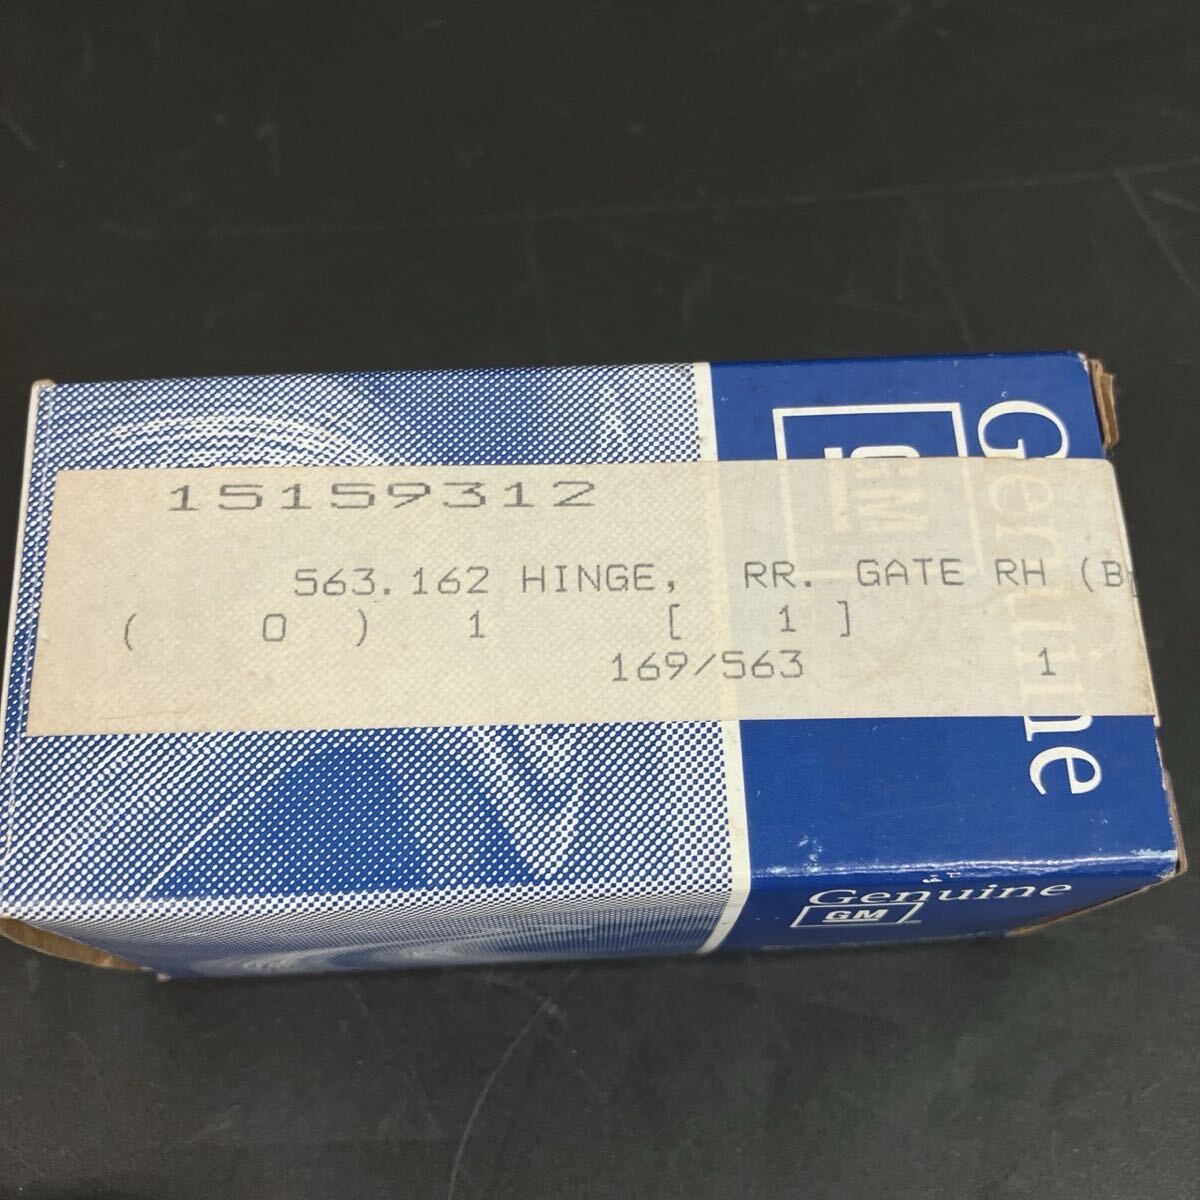 15159312
563.162 HINGE, RR. GATE RH (B
( 0 ) 1 [ 1 ]
169/563 1
GM
Genuine
Genuine
GM